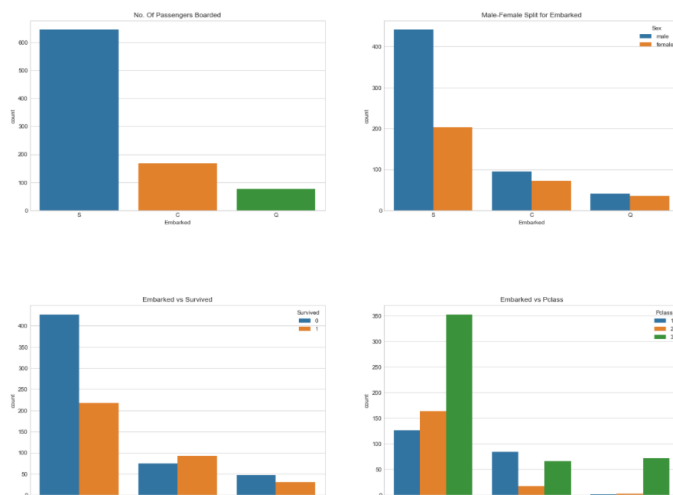 No. Of Passengers Boarded
600
500
400
300
200
100
0
count
S C Q
Embarked
Male-Female Split for Embarked
Sex
male
female
400
300
200
100
0
count
S C Q
Embarked
Embarked vs Survived
Survived
0
1
400
350
300
250
200
150
100
50
0
count
Embarked vs Pclass
Pclass
1
2
3
350
300
250
200
150
100
50
0
count